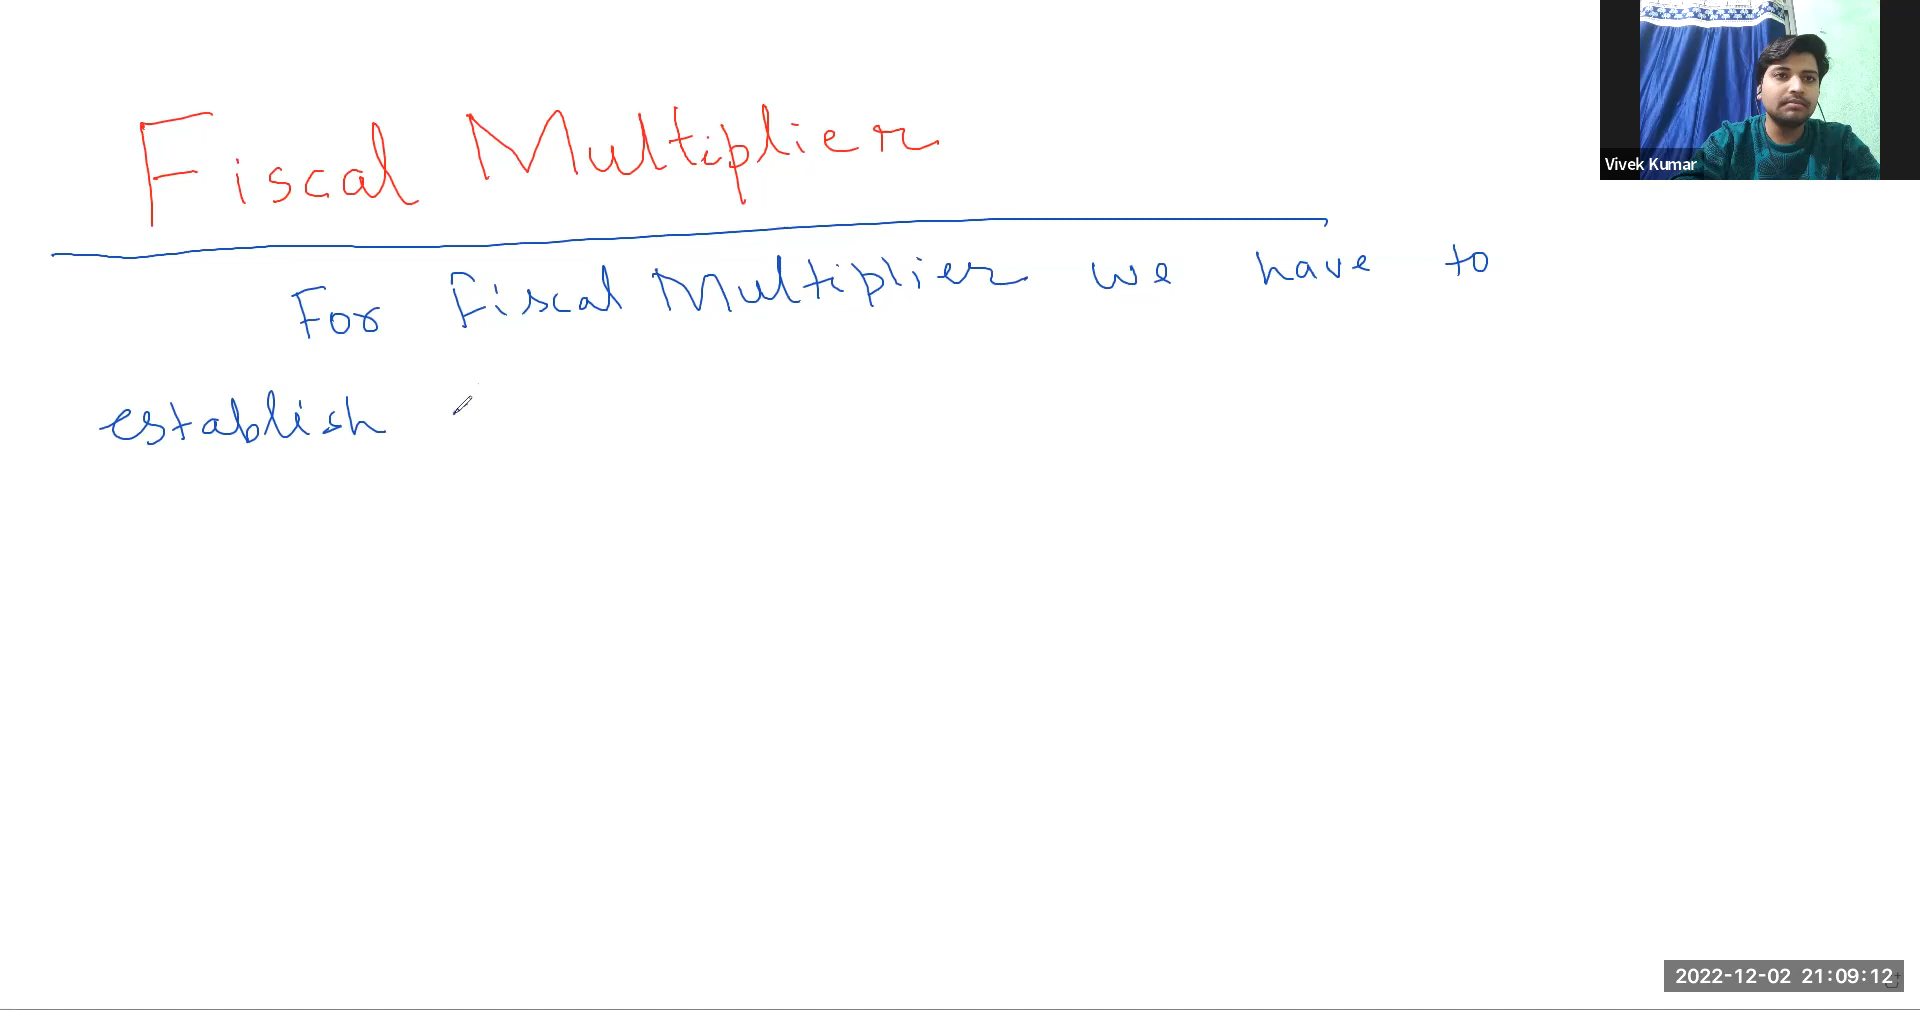 Fiscal Multiplier
For Fiscal Multiplier we have to
establish
Vivek Kumar
2022-12-02 21:09:12